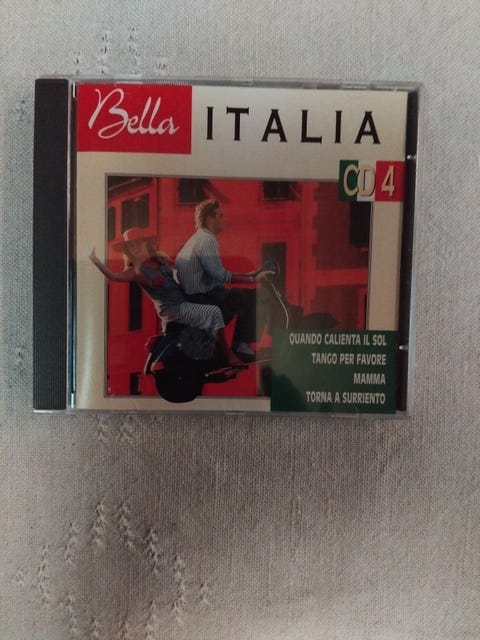 Bella
ITALIA
CD 4
QUANDO CALIENTA IL SOL
TANGO PER FAVORE
MAMMA
TORNA A SURRIENTO